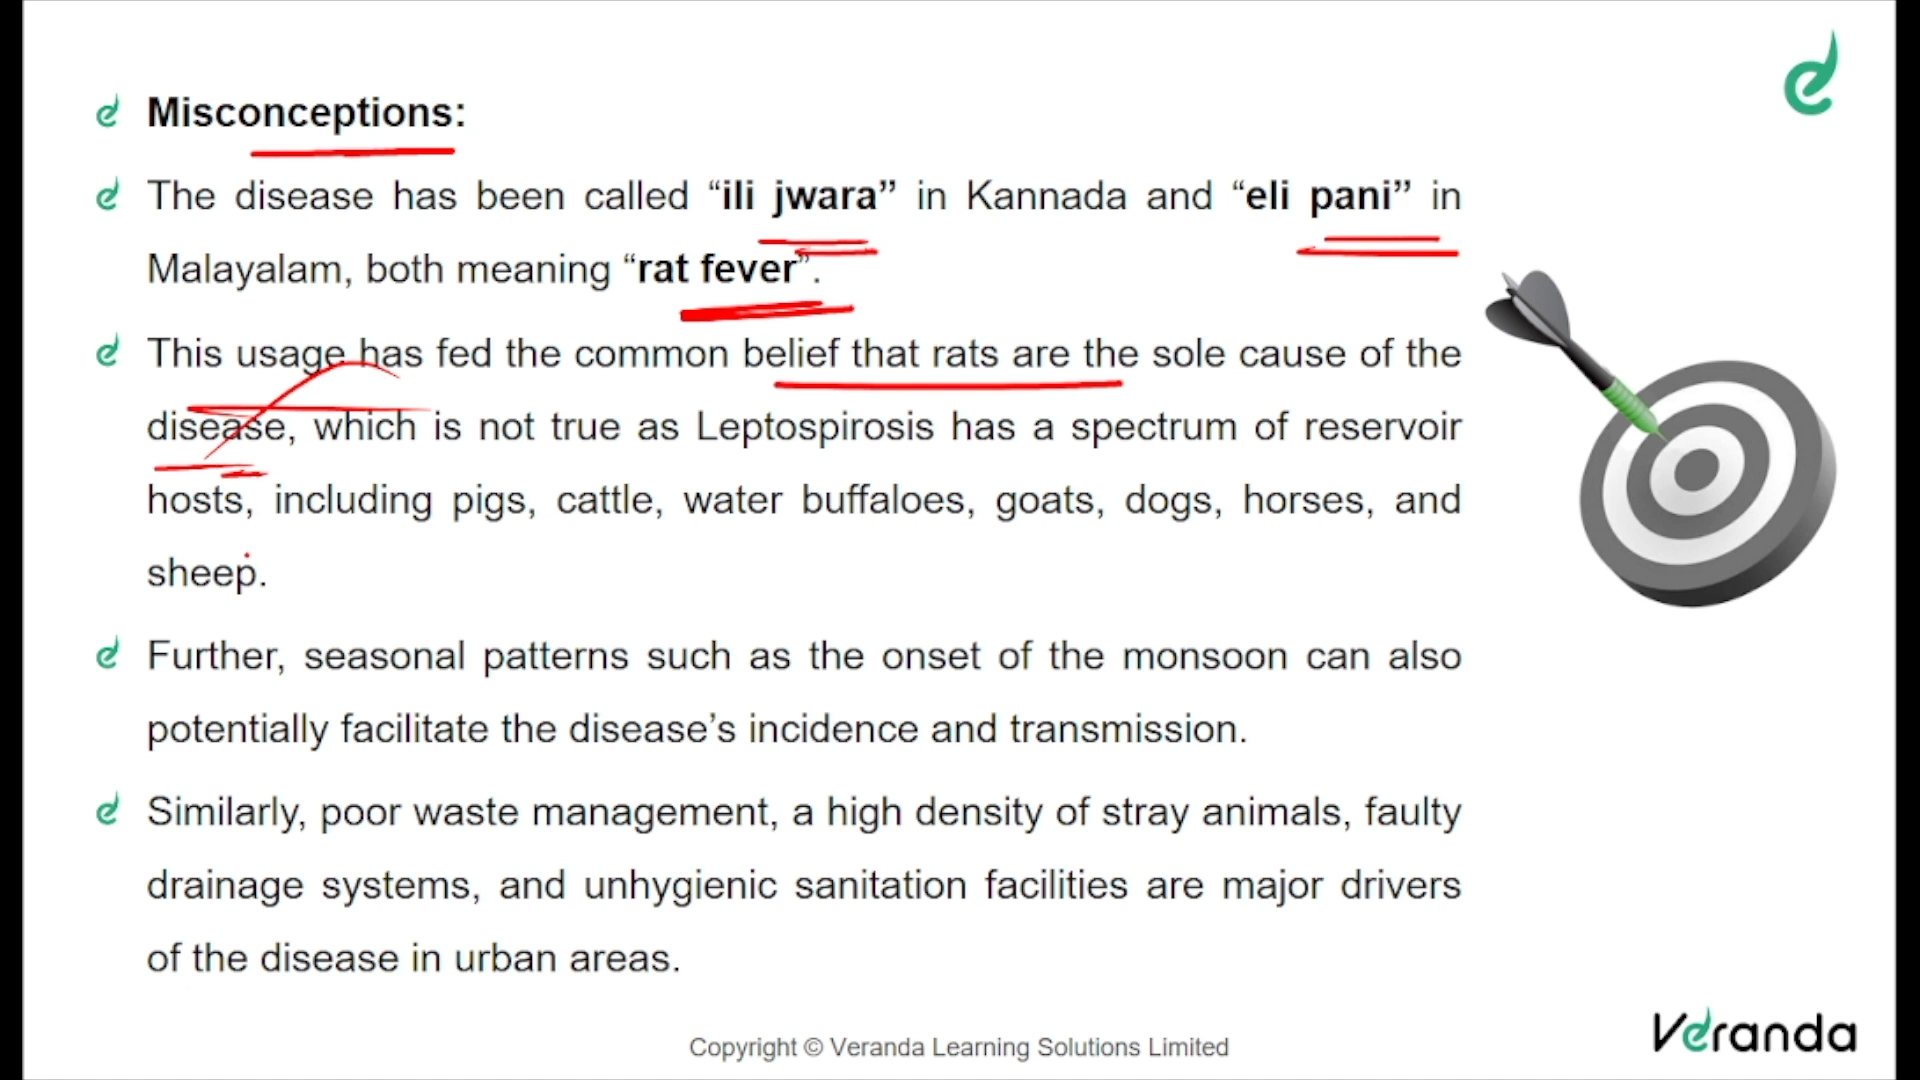 Misconceptions:
The disease has been called “ili jwara” in Kannada and “eli pani” in
Malayalam, both meaning “rat fever”.
This usage has fed the common belief that rats are the sole cause of the
disease, which is not true as Leptospirosis has a spectrum of reservoir
hosts, including pigs, cattle, water buffaloes, goats, dogs, horses, and
sheep.
Further, seasonal patterns such as the onset of the monsoon can also
potentially facilitate the disease’s incidence and transmission.
Similarly, poor waste management, a high density of stray animals, faulty
drainage systems, and unhygienic sanitation facilities are major drivers
of the disease in urban areas.
Copyright © Veranda Learning Solutions Limited
Veranda